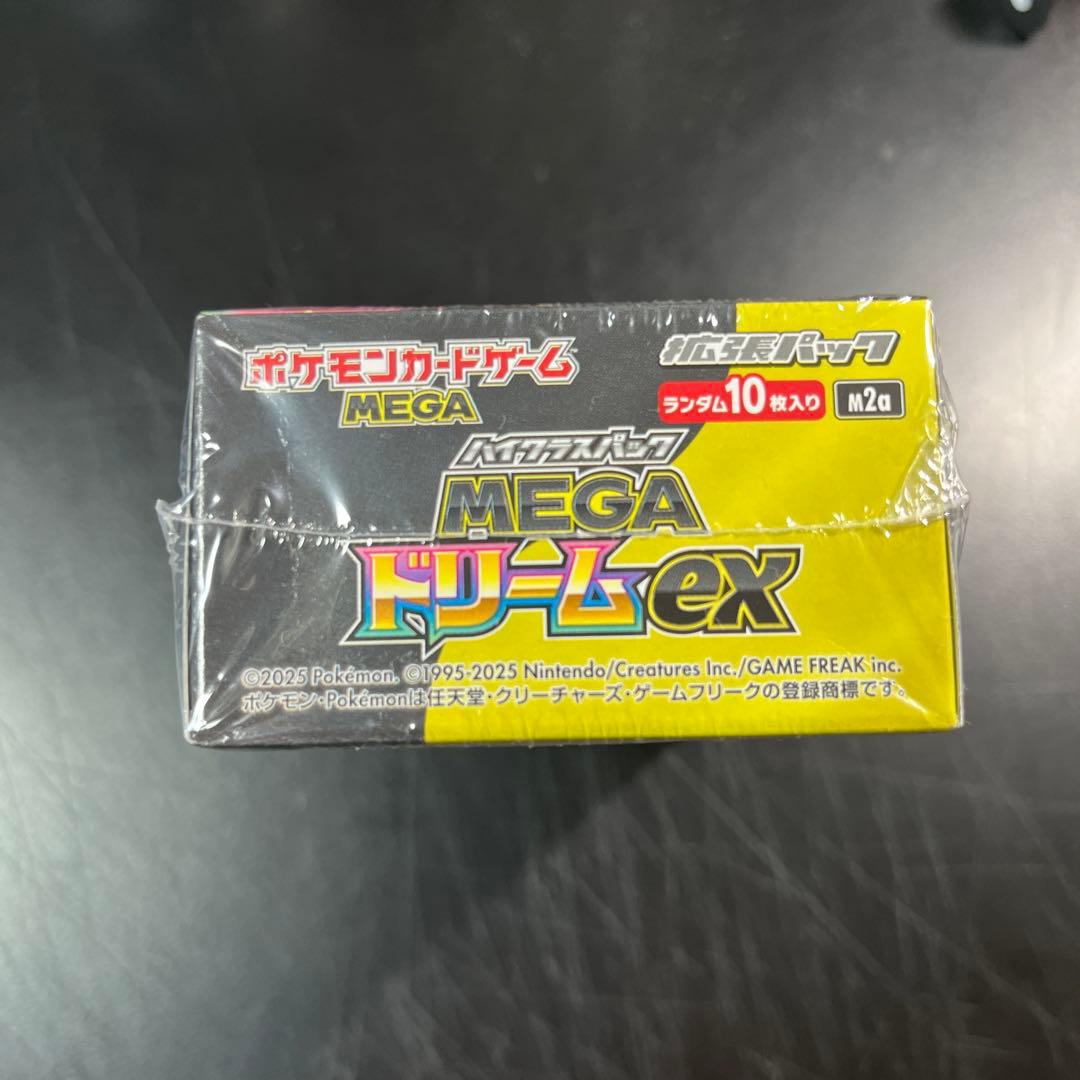 ポケモンカードゲーム
MEGA
拡張パック
ランダム10枚入り
M2a
ハイクラスパック
MEGA
ドリームex
©2025 Pokémon. ©1995-2025 Nintendo/Creatures Inc./GAME FREAK inc.
ポケモン・Pokémonは任天堂・クリーチャーズ・ゲームフリークの登録商標です。